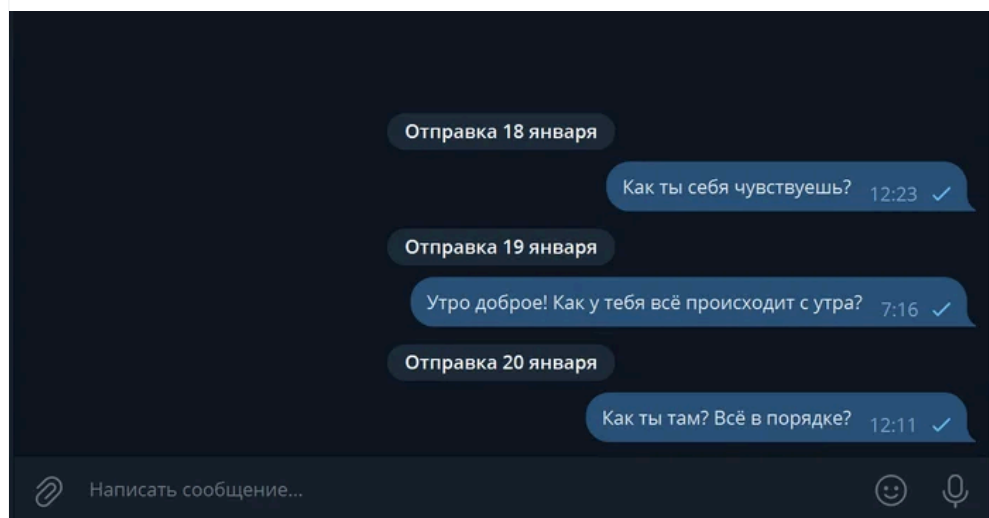 Отправка 18 января
Как ты себя чувствуешь? 12:23
Отправка 19 января
Утро доброе! Как у тебя всё происходит с утра? 7:16
Отправка 20 января
Как ты там? Всё в порядке? 12:11
Написать сообщение...